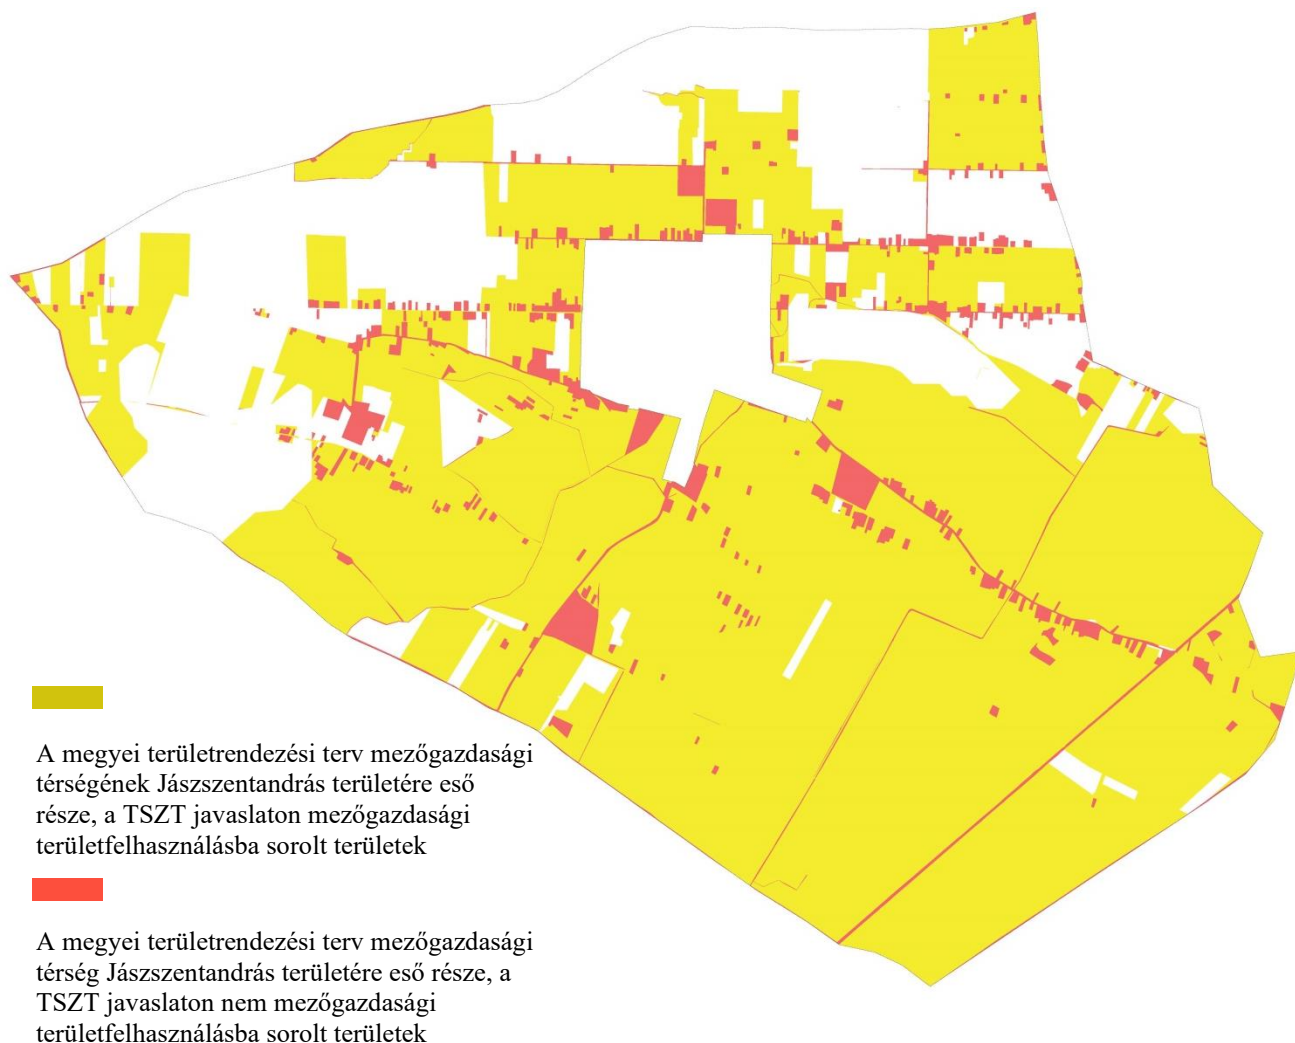 A megyei területrendezési terv mezőgazdasági
térségének Jászszentandrás területére eső
része, a TSZT javaslaton mezőgazdasági
területfelhasználásba sorolt területek
A megyei területrendezési terv mezőgazdasági
térség Jászszentandrás területére eső része, a
TSZT javaslaton nem mezőgazdasági
területfelhasználásba sorolt területek